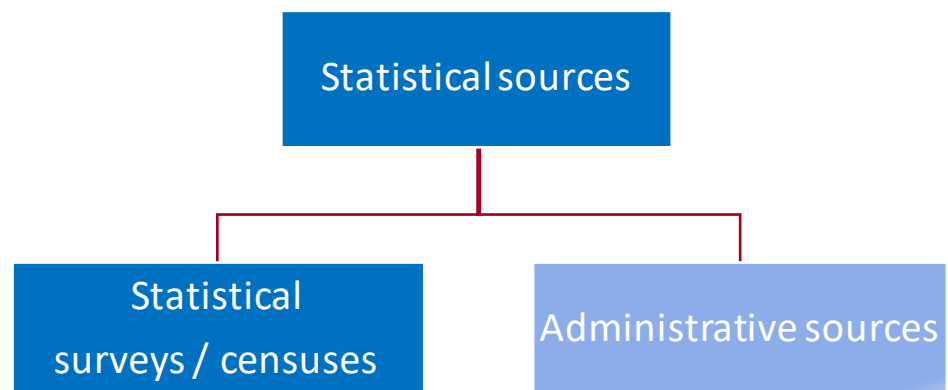 Statistical sources
Statistical
surveys / censuses
Administrative sources